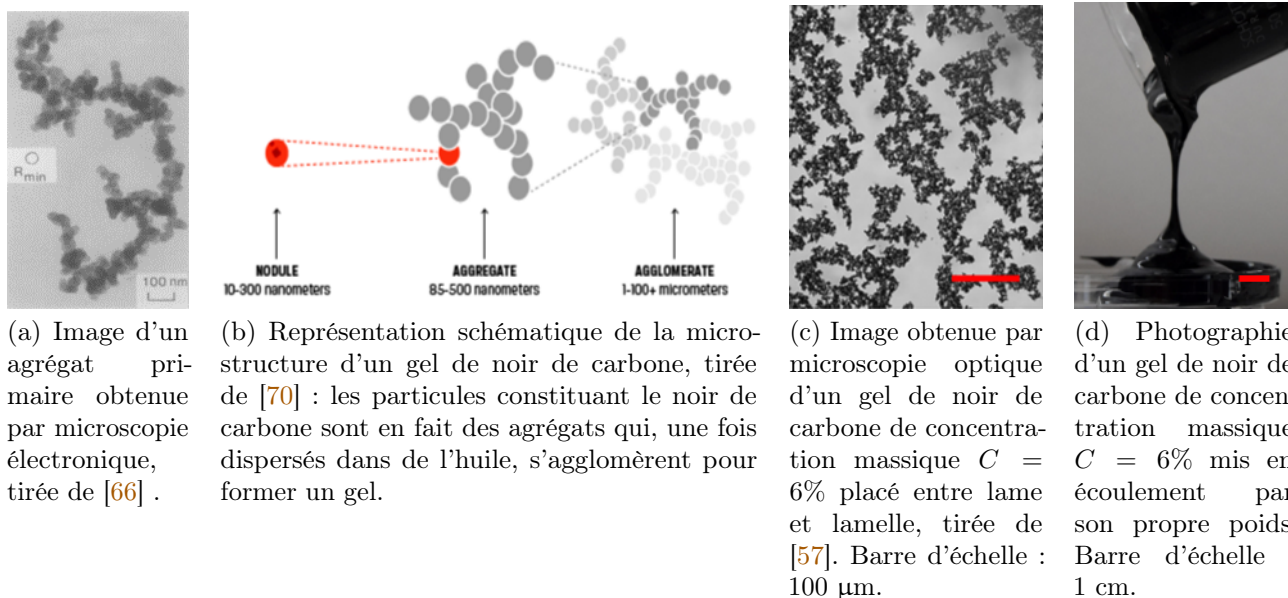 R
min
100 nm
NODULE
10-300 nanometers
AGGREGATE
85-500 nanometers
AGGLOMERATE
1-100+ micrometers
(a) Image d'un
agrégat pri-
maire obtenue
par microscopie
électronique,
tirée de [66] .
(b) Représentation schématique de la micro-
structure d'un gel de noir de carbone, tirée
de [70] : les particules constituant le noir de
carbone sont en fait des agrégats qui, une fois
dispersés dans de l'huile, s'agglomèrent pour
former un gel.
(c) Image obtenue par
microscopie optique
d'un gel de noir de
carbone de concentra-
tion massique C =
6% placé entre lame
et lamelle, tirée de
[57]. Barre d'échelle :
100 μm.
(d) Photographie
d'un gel de noir de
carbone de concen
tration massique
C = 6% mis en
écoulement par
son propre poids
Barre d'échelle
1 cm.